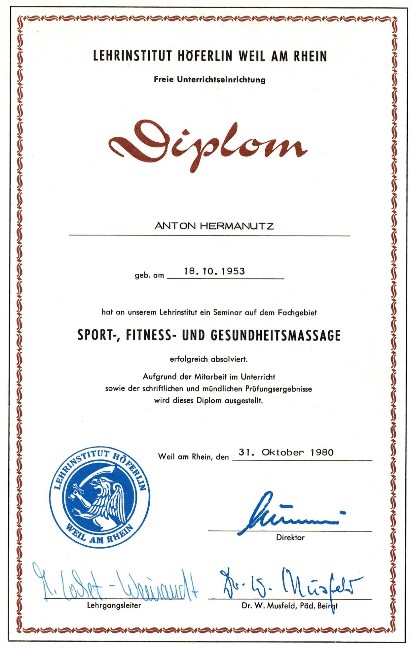 LEHRINSTITUT HÖFERLIN WEIL AM RHEIN
Freie Unterrichtseinrichtung
Diplom
ANTON HERMANUTZ
geb. am 18.10.1953
hat an unserem Lehrinstitut ein Seminar auf dem Fachgebiet
SPORT-, FITNESS- UND GESUNDHEITSMASSAGE
erfolgreich absolviert.
Aufgrund der Mitarbeit im Unterricht
sowie der schriftlichen und mündlichen Prüfungsergebnisse
wird dieses Diplom ausgestellt.
Weil am Rhein, den 31. Oktober 1980
LEHRINSTITUT HÖFERLIN
WEIL AM RHEIN
Direktor
Dr. W. Musfeld
Lehrgangsleiter
Dr. W. Musfeld, Päd. Beirat